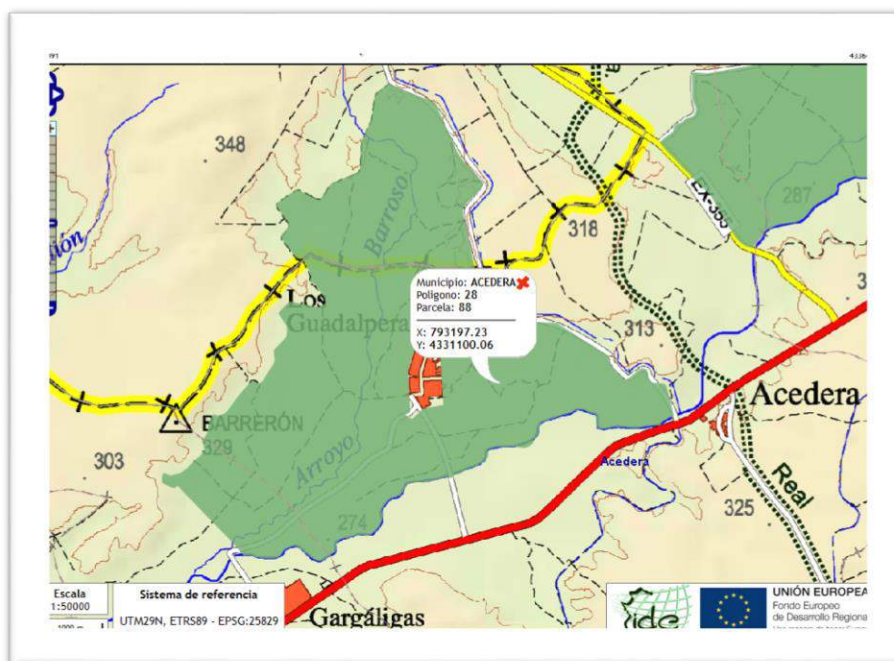 348
Barroso
287
EX-355
318
Municipio: ACEDERA
Polígono: 28
Parcela: 88
X: 793197.23
Y: 4331100.06
Los
Guadalpera
313
Acedera
BARRERÓN
329
303
Arroyo
Acedera
Real
274
325
Gargáligas
Escala
1:50000
Sistema de referencia
UTM29N, ETRS89 - EPSG:25829
ide
UNIÓN EUROPEA
Fondo Europeo
de Desarrollo Regional